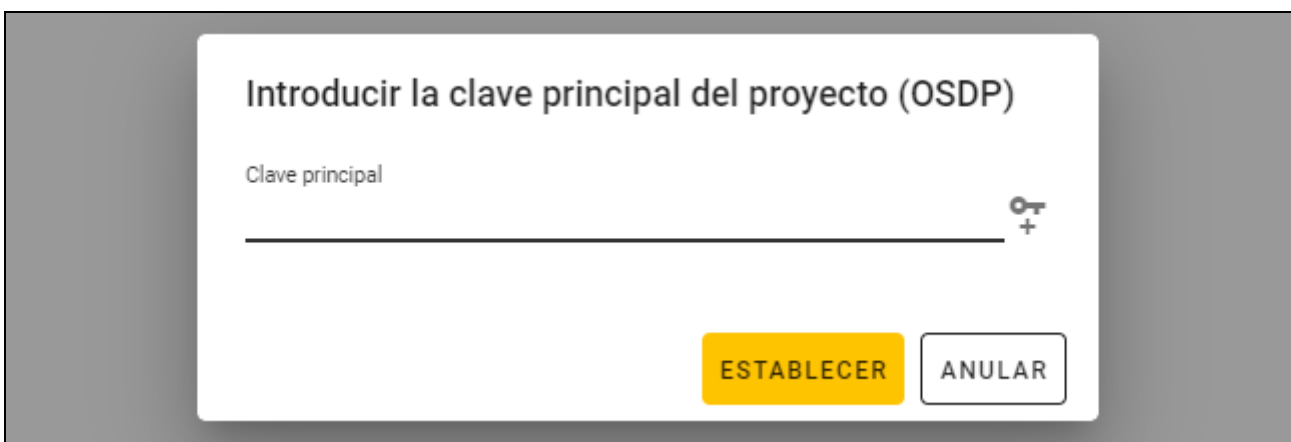 Introducir la clave principal del proyecto (OSDP)
Clave principal
ESTABLECER ANULAR